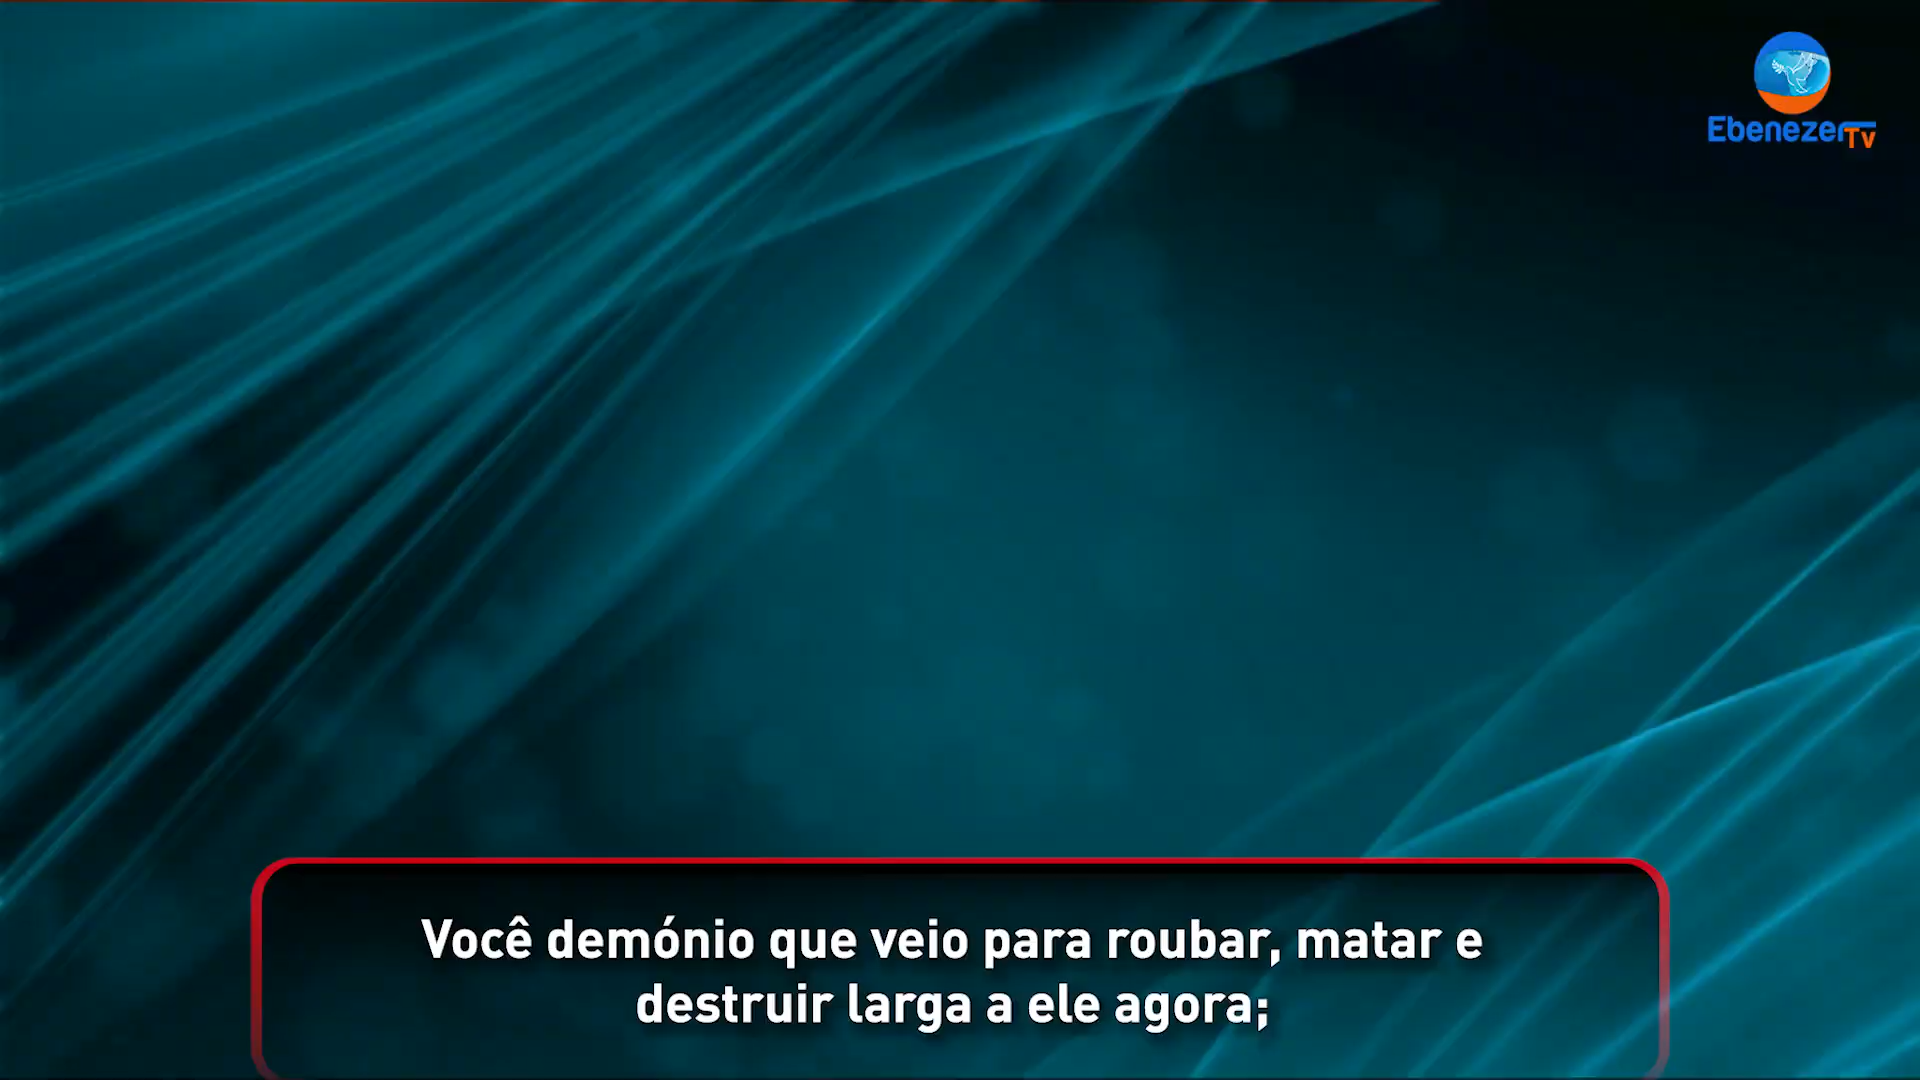 EbenezerTv
Você demónio que veio para roubar, matar e
destruir larga a ele agora;